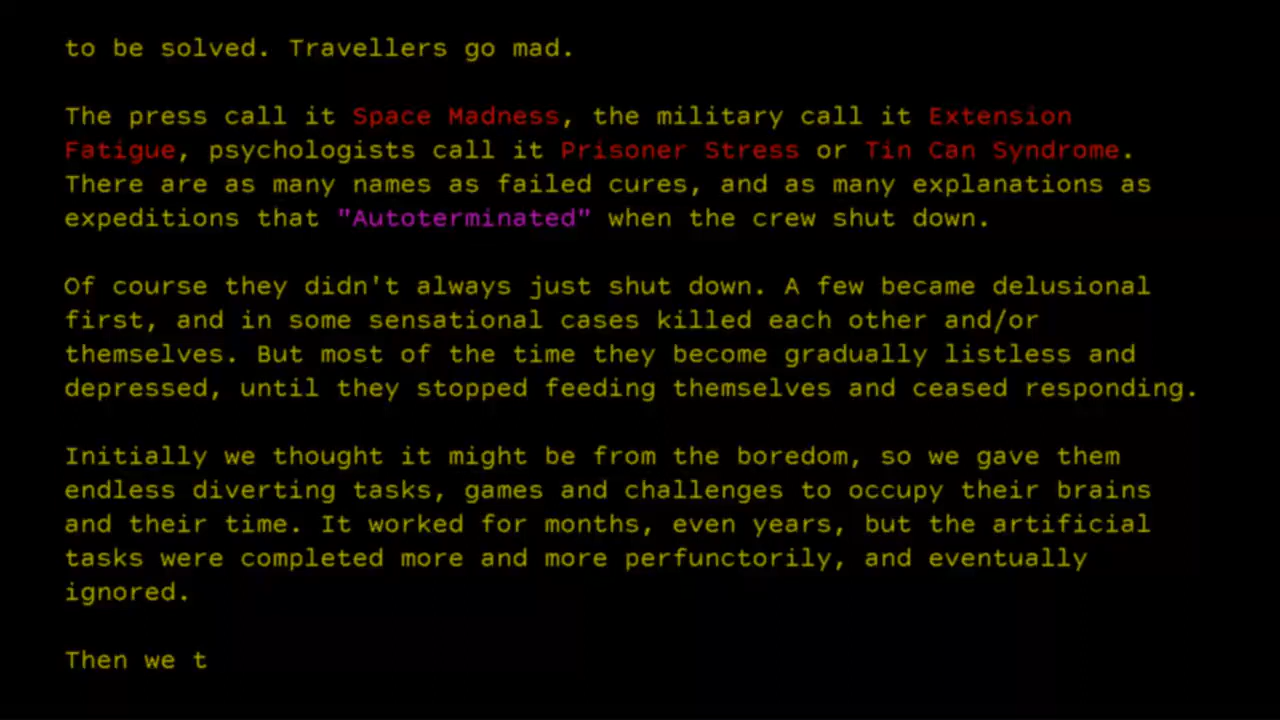 to be solved. Travellers go mad.
The press call it Space Madness, the military call it Extension
Fatigue, psychologists call it Prisoner Stress or Tin Can Syndrome.
There are as many names as failed cures, and as many explanations as
expeditions that "Autoterminated" when the crew shut down.
Of course they didn't always just shut down. A few became delusional
first, and in some sensational cases killed each other and/or
themselves. But most of the time they become gradually listless and
depressed, until they stopped feeding themselves and ceased responding.
Initially we thought it might be from the boredom, so we gave them
endless diverting tasks, games and challenges to occupy their brains
and their time. It worked for months, even years, but the artificial
tasks were completed more and more perfunctorily, and eventually
ignored.
Then we t